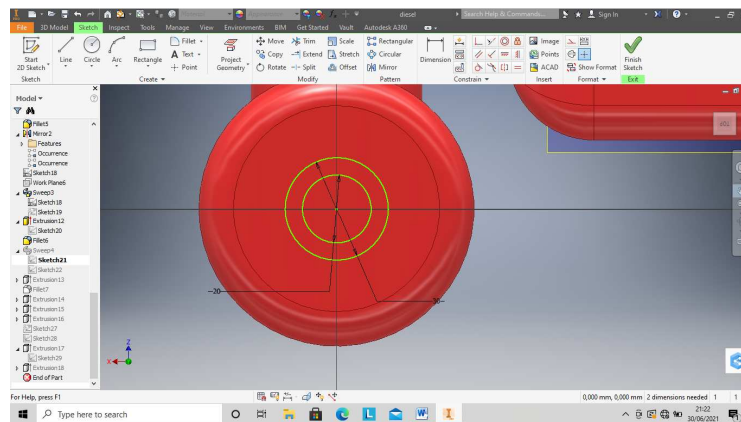 diesel
Search Help & Commands...
Sign In
File 3D Model Sketch Inspect Tools Manage View Environments BIM Get Started Vault Autodesk A360
Start 2D Sketch
Line
Circle
Arc
Rectangle
Fillet
Text
Point
Project Geometry
Move
Copy
Rotate
Trim
Extend
Split
Scale
Stretch
Offset
Rectangular
Circular
Mirror
Dimension
Image
Points
ACAD
Show Format
Finish Sketch
Sketch Create Modify Pattern Constrain Insert Format Exit
Model
Fillet5
Mirror2
Features
Occurrence
Occurrence
Sketch18
Work Plane6
Sweep3
Sketch18
Sketch19
Extrusion12
Sketch20
Fillet6
Sweep4
Sketch21
Sketch22
Extrusion13
Fillet7
Extrusion14
Extrusion15
Extrusion16
Sketch27
Sketch28
Extrusion17
Sketch29
Extrusion18
End of Part
20
30
Z
X
For Help, press F1
0,000 mm, 0,000 mm 2 dimensions needed 1 1
Type here to search
21:22
30/06/2021